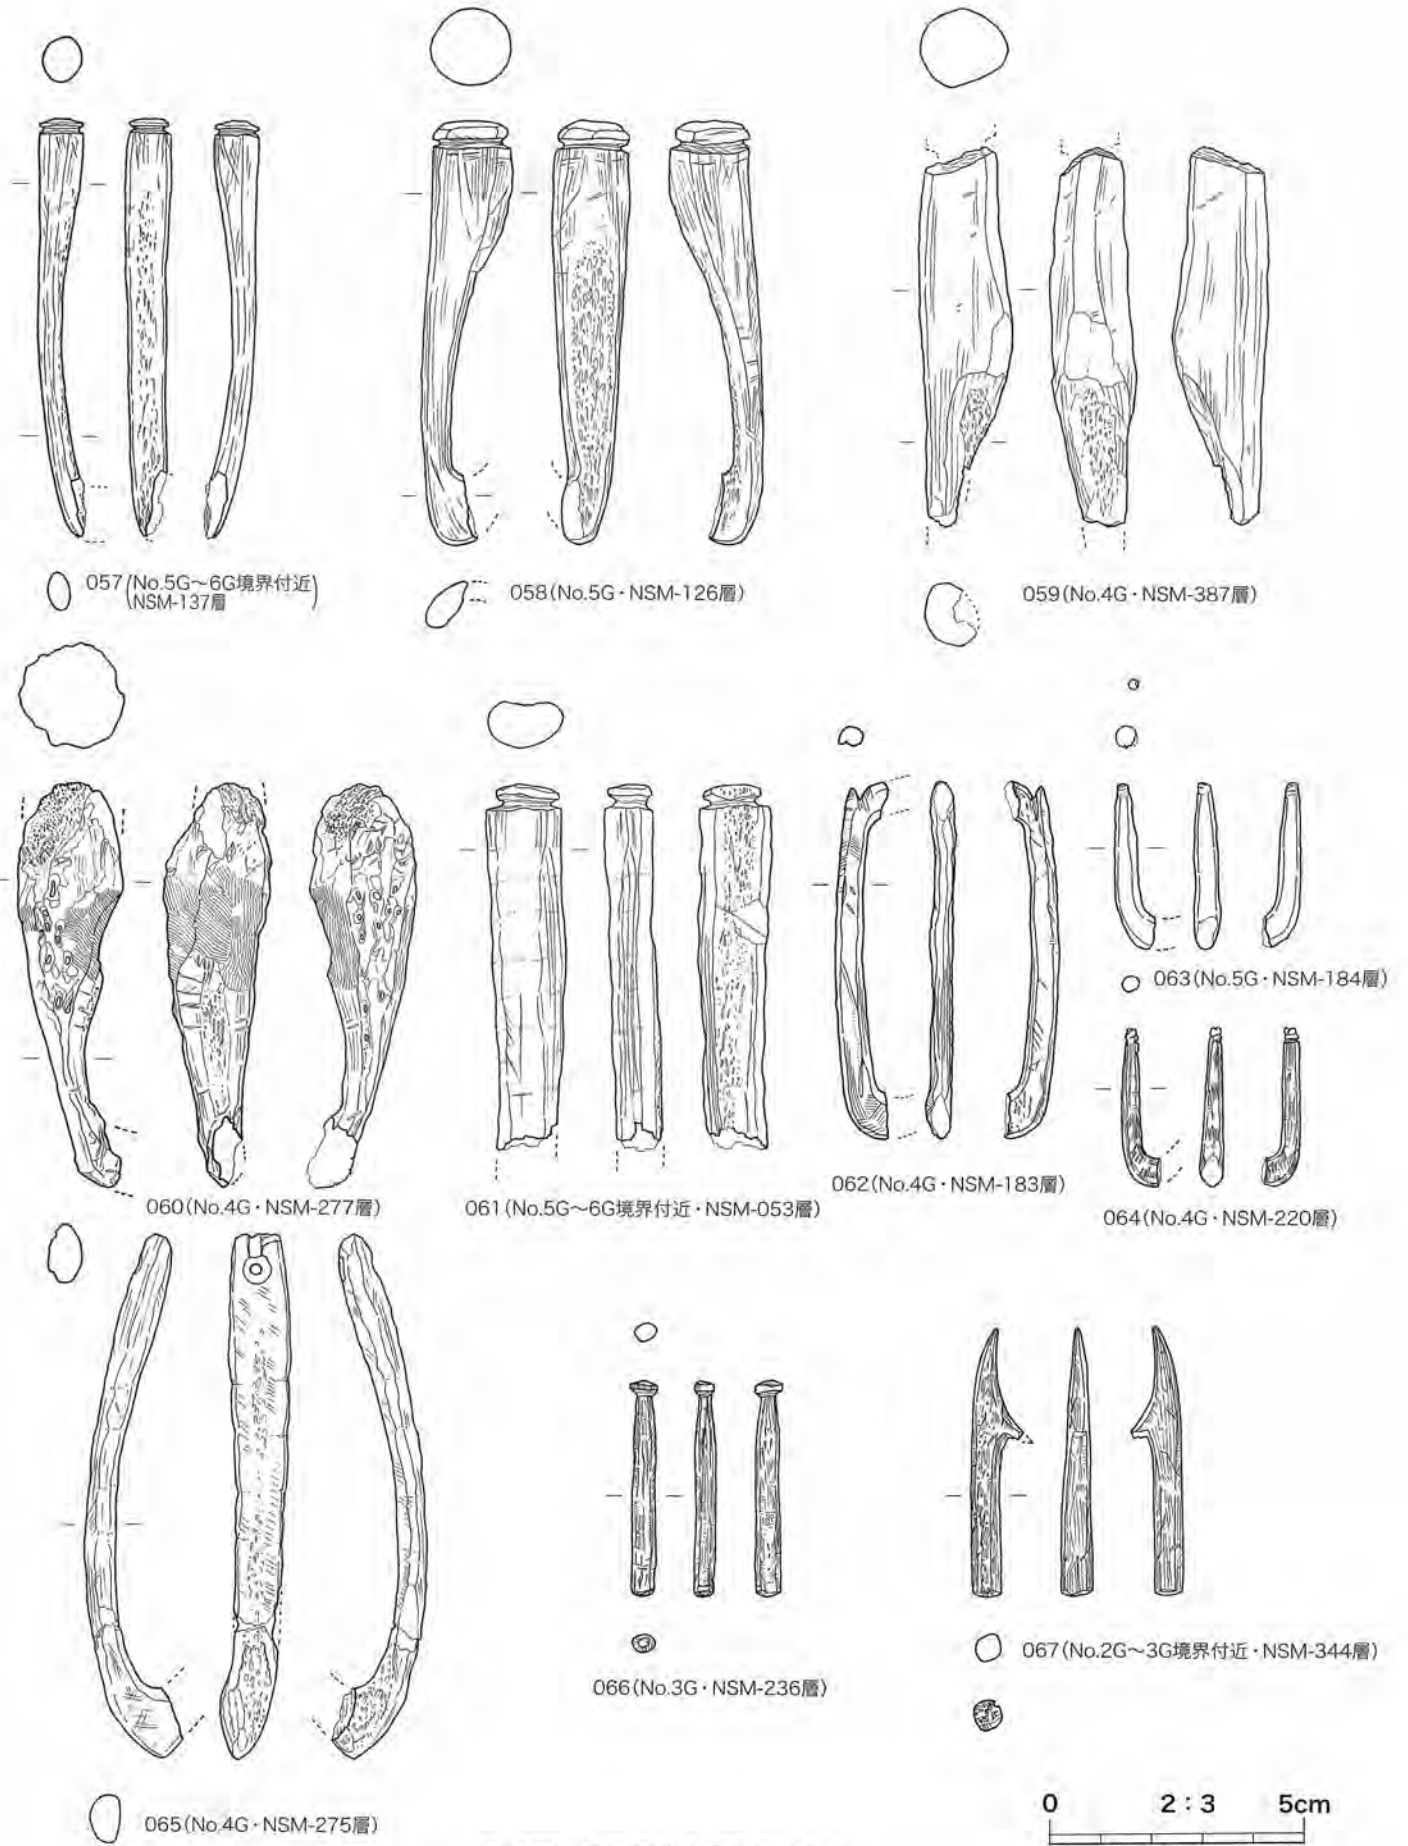 057(No.5G～6G境界付近
NSM-137層)
058(No.5G・NSM-126層)
059(No.4G・NSM-387層)
060(No.4G・NSM-277層)
061(No.5G～6G境界付近・NSM-053層)
062(No.4G・NSM-183層)
063(No.5G・NSM-184層)
064(No.4G・NSM-220層)
065(No.4G・NSM-275層)
066(No.3G・NSM-236層)
067(No.2G～3G境界付近・NSM-344層)
0 2：3 5cm